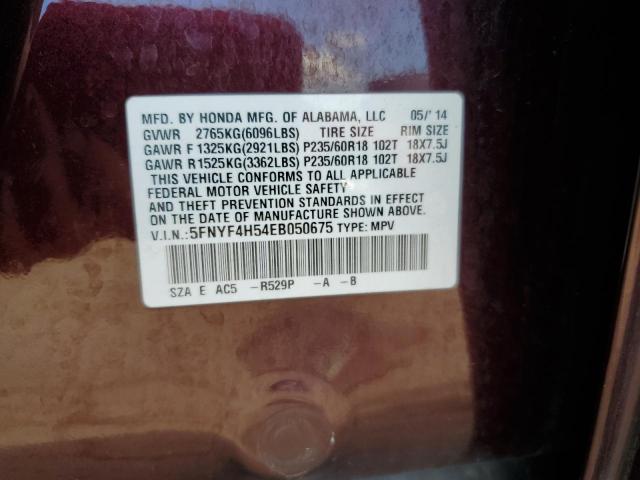 MFD. BY HONDA MFG. OF ALABAMA, LLC 05/'14
GVWR 2765KG(6096LBS) TIRE SIZE RIM SIZE
GAWR F 1325KG(2921LBS) P235/60R18 102T 18X7.5J
GAWR R 1525KG(3362LBS) P235/60R18 102T 18X7.5J
THIS VEHICLE CONFORMS TO ALL APPLICABLE
FEDERAL MOTOR VEHICLE SAFETY
AND THEFT PREVENTION STANDARDS IN EFFECT
ON THE DATE OF MANUFACTURE SHOWN ABOVE.
V.I.N.:5FNYF4H54EB050675 TYPE: MPV
SZA E AC5 -R529P -A -B